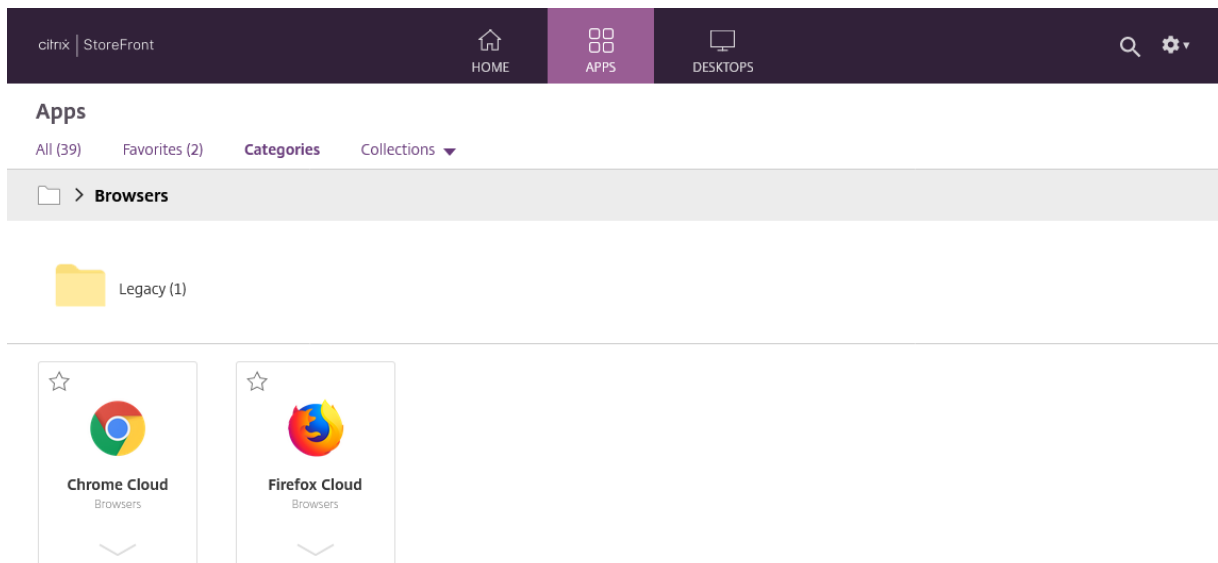 citrix | StoreFront
HOME
APPS
DESKTOPS
Apps
All (39) Favorites (2) Categories Collections
Browsers
Legacy (1)
Chrome Cloud
Browsers
Firefox Cloud
Browsers